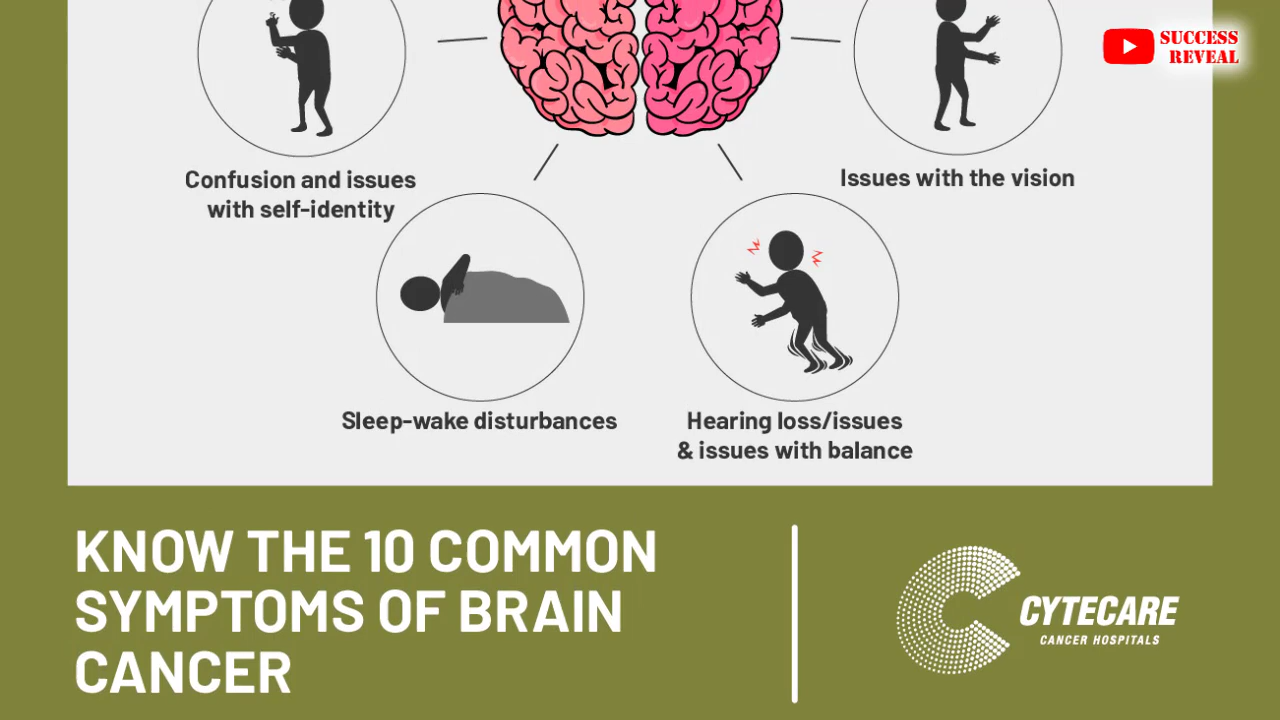 SUCCESS
REVEAL
Confusion and issues
with self-identity
Issues with the vision
Sleep-wake disturbances
Hearing loss/issues
& issues with balance
KNOW THE 10 COMMON
SYMPTOMS OF BRAIN
CANCER
CYTECARE
CANCER HOSPITALS